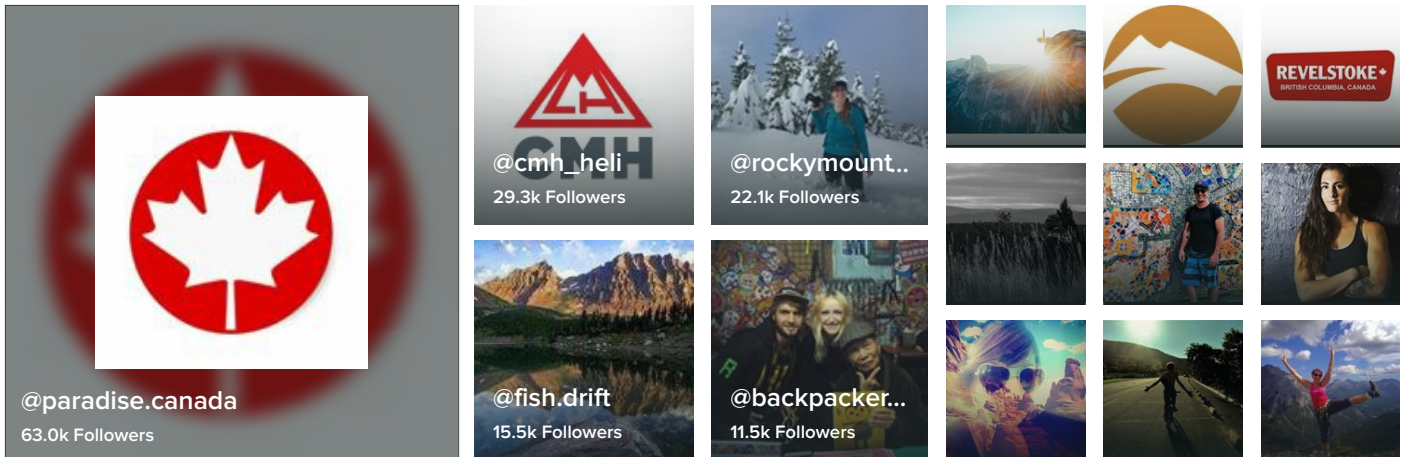 @paradise.canada
63.0k Followers
CMH
@cmh_heli
29.3k Followers
@rockymount...
22.1k Followers
@fish.drift
15.5k Followers
@backpacker...
11.5k Followers
REVELSTOKE
BRITISH COLUMBIA, CANADA